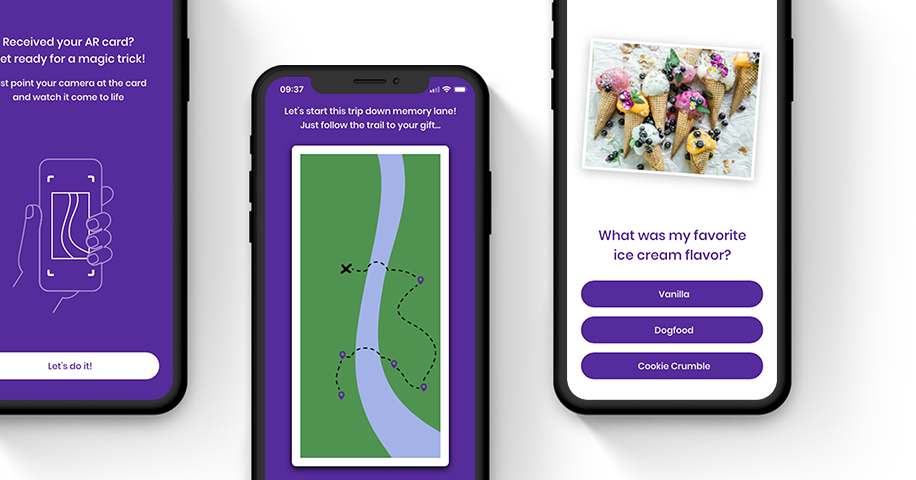 Received your AR card?
et ready for a magic trick!
st point your camera at the card
and watch it come to life
Let's do it!
09:37
Let's start this trip down memory lane!
Just follow the trail to your gift...
What was my favorite
ice cream flavor?
Vanilla
Dogfood
Cookie Crumble